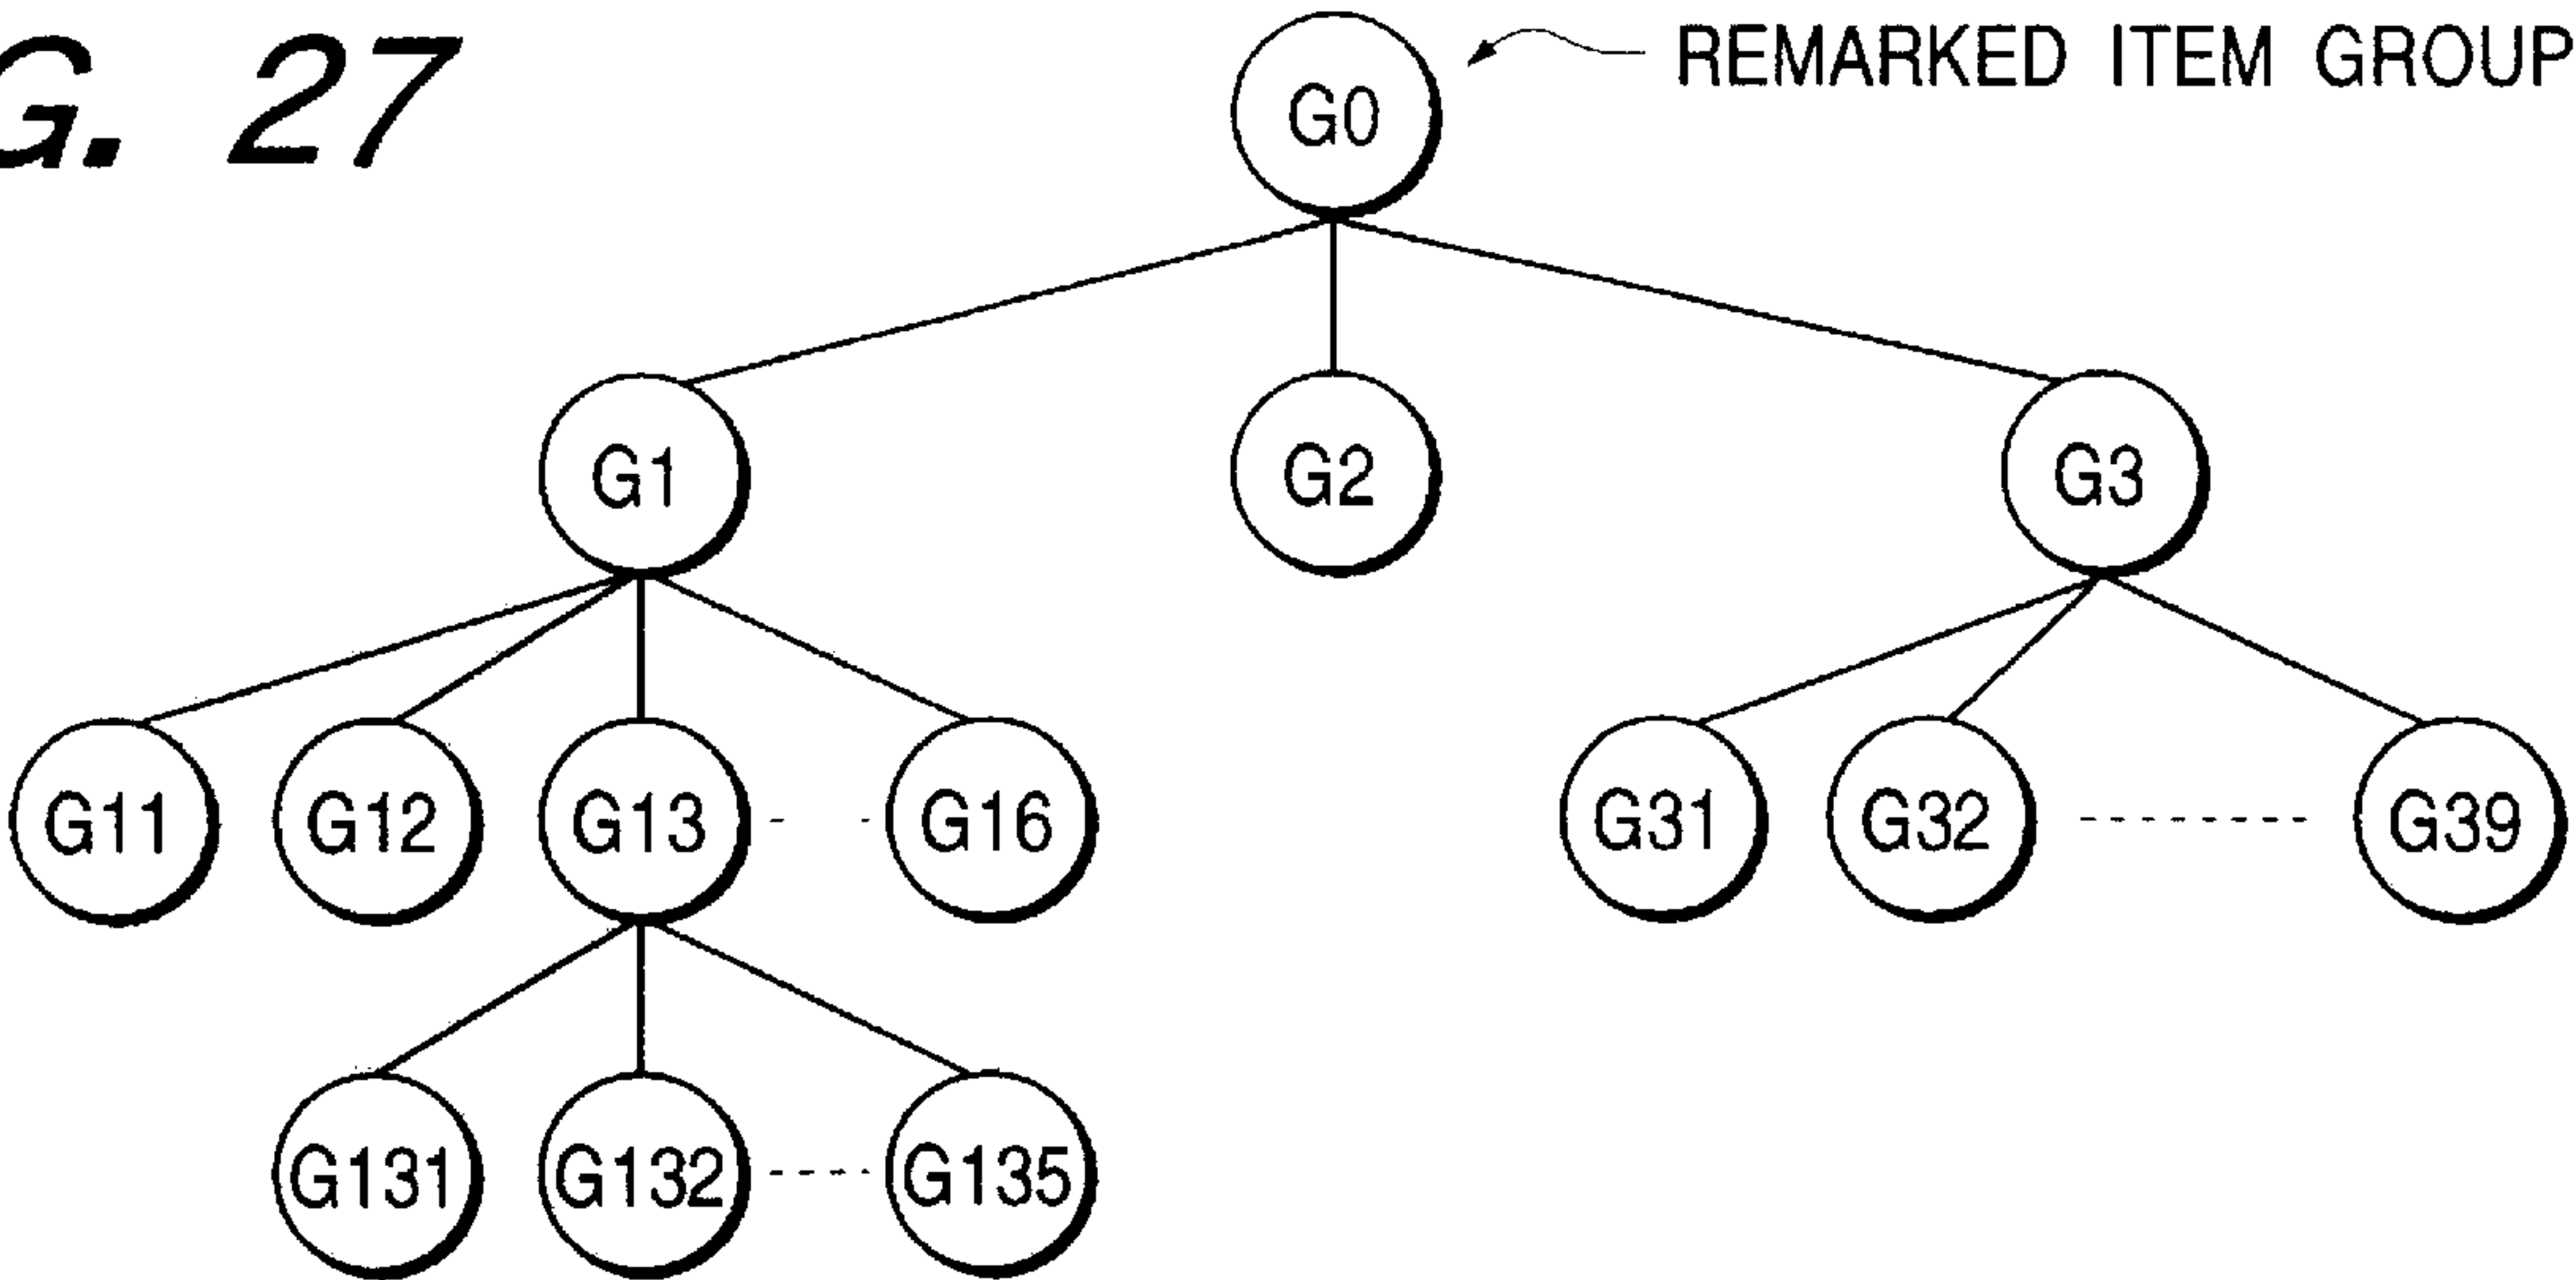 G. 27
G0
REMARKED ITEM GROUP
G1
G2
G3
G11
G12
G13
G16
G31
G32
G39
G131
G132
G135